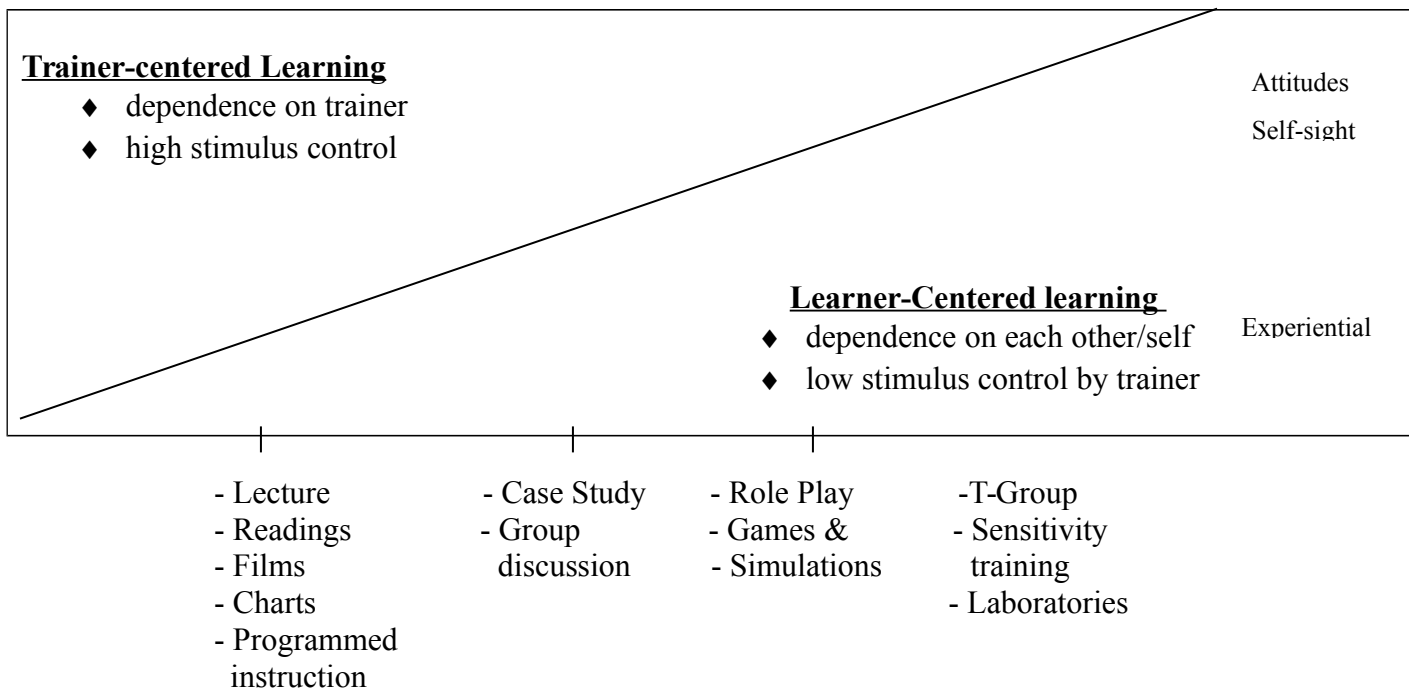 Trainer-centered Learning
♦ dependence on trainer
♦ high stimulus control
Attitudes
Self-sight
Learner-Centered learning
♦ dependence on each other/self
♦ low stimulus control by trainer
Experiential
- Lecture
- Readings
- Films
- Charts
- Programmed
instruction
- Case Study
- Group
discussion
- Role Play
- Games &
- Simulations
-T-Group
- Sensitivity
training
- Laboratories